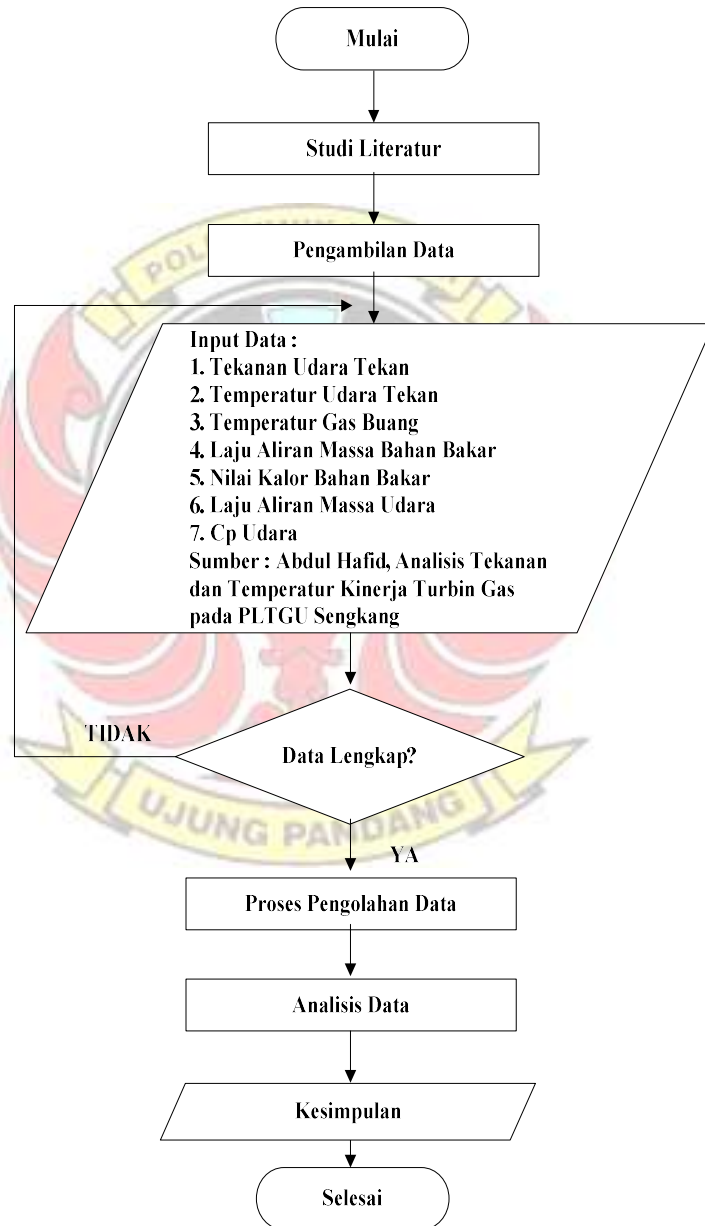 Mulai
Studi Literatur
Pengambilan Data
Input Data :
1. Tekanan Udara Tekan
2. Temperatur Udara Tekan
3. Temperatur Gas Buang
4. Laju Aliran Massa Bahan Bakar
5. Nilai Kalor Bahan Bakar
6. Laju Aliran Massa Udara
7. Cp Udara
Sumber : Abdul Hafid, Analisis Tekanan
dan Temperatur Kinerja Turbin Gas
pada PLTGU Sengkang
TIDAK
Data Lengkap?
UJUNG PANDANG
YA
Proses Pengolahan Data
Analisis Data
Kesimpulan
Selesai